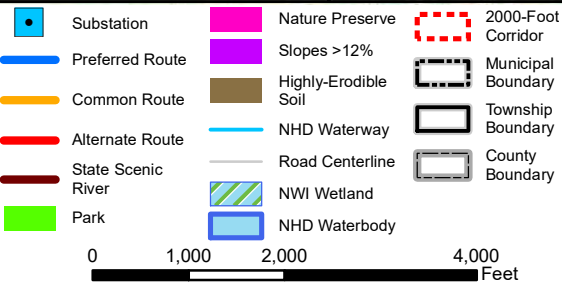 Substation
Preferred Route
Common Route
Alternate Route
State Scenic
River
Park
Nature Preserve
Slopes >12%
Highly-Erodible
Soil
NHD Waterway
Road Centerline
NWI Wetland
NHD Waterbody
2000-Foot
Corridor
Municipal
Boundary
Township
Boundary
County
Boundary
0 1,000 2,000 4,000
Feet